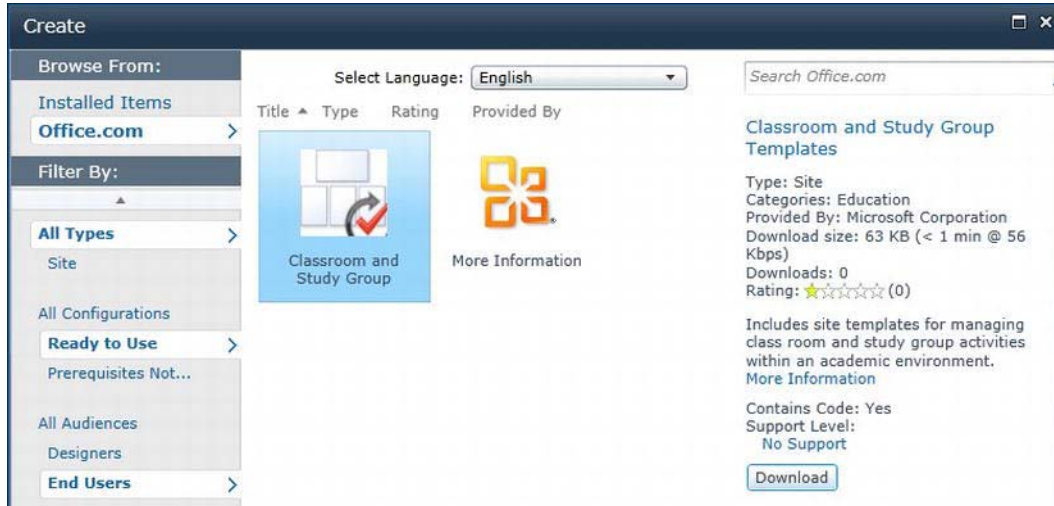 Create
Browse From:
Installed Items
Office.com
Filter By:
All Types
Site
All Configurations
Ready to Use
Prerequisites Not...
All Audiences
Designers
End Users
Select Language: English
Title Type Rating Provided By
Classroom and
Study Group
More Information
Search Office.com
Classroom and Study Group
Templates
Type: Site
Categories: Education
Provided By: Microsoft Corporation
Download size: 63 KB (< 1 min @ 56
Kbps)
Downloads: 0
Rating: (0)
Includes site templates for managing
class room and study group activities
within an academic environment.
More Information
Contains Code: Yes
Support Level:
No Support
Download